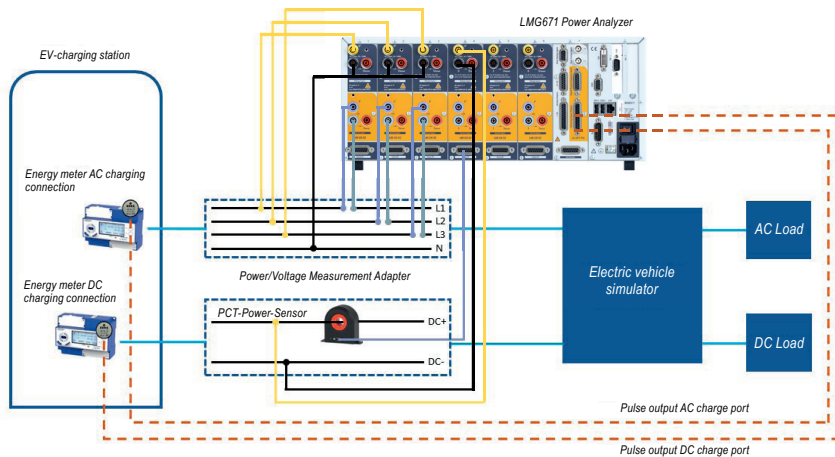 LMG671 Power Analyzer
EV-charging station
Energy meter AC charging
connection
L1
L2
L3
N
Power/Voltage Measurement Adapter
Energy meter DC
charging connection
PCT-Power-Sensor
DC+
DC-
Electric vehicle
simulator
AC Load
DC Load
Pulse output AC charge port
Pulse output DC charge port